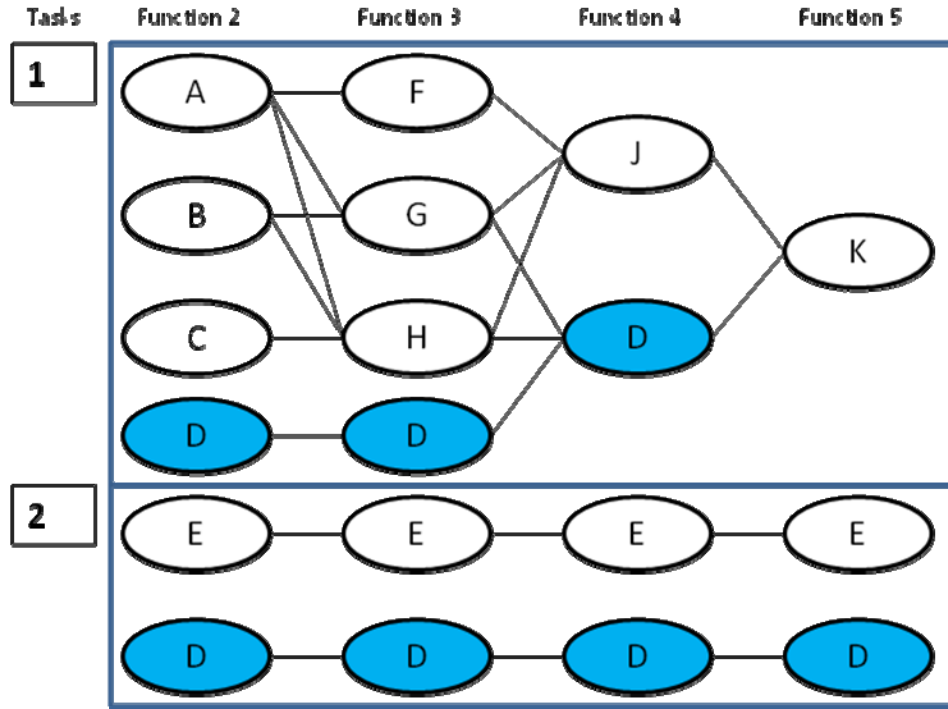 Tasks Function 2 Function 3 Function 4 Function 5
1
A F
J
B G
K
C H D
D D
2
E E E E
D D D D